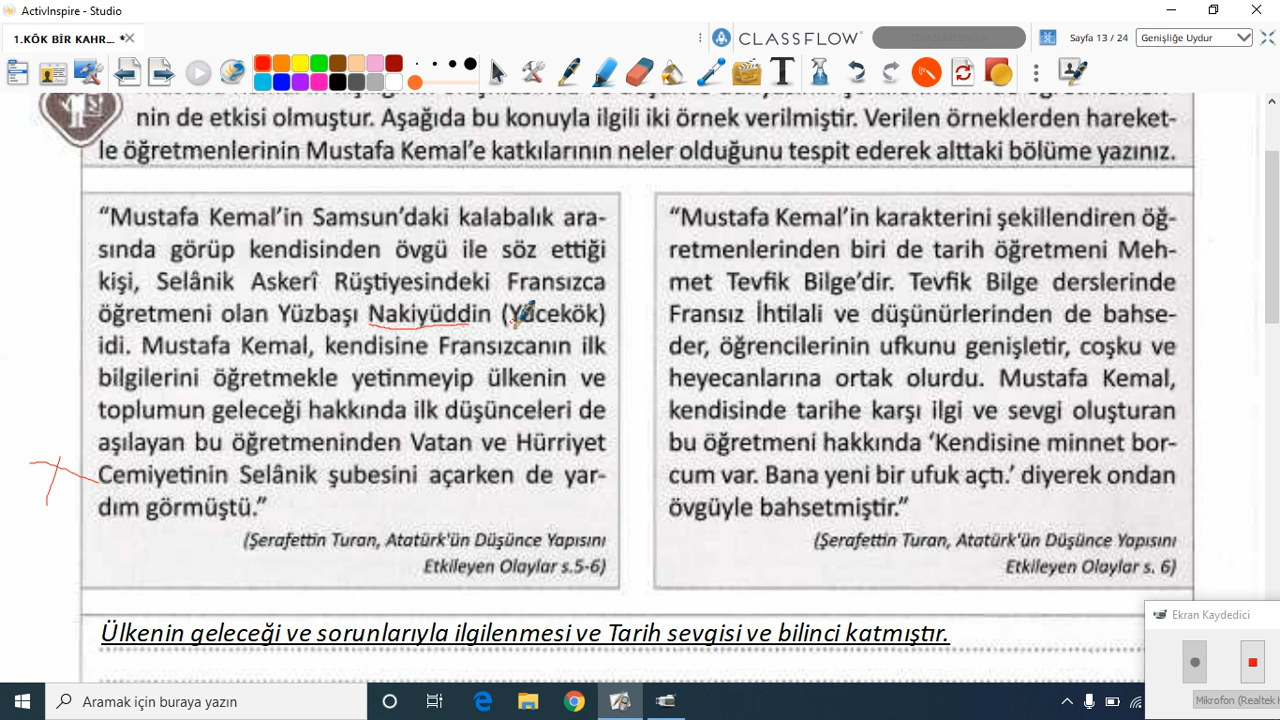 ActivInspire - Studio
1.KÖK BİR KAHR... *
CLASSFLOW
Sayfa 13 / 24
Genişliğe Uydur
nin de etkisi olmuştur. Aşağıda bu konuyla ilgili iki örnek verilmiştir. Verilen örneklerden hareket-
le öğretmenlerinin Mustafa Kemal'e katkılarının neler olduğunu tespit ederek alttaki bölüme yazınız.
"Mustafa Kemal'in Samsun'daki kalabalık ara-
sında görüp kendisinden övgü ile söz ettiği
kişi, Selânik Askerî Rüştiyesindeki Fransızca
öğretmeni olan Yüzbaşı Nakiyüddin (Yücekök)
idi. Mustafa Kemal, kendisine Fransızcanın ilk
bilgilerini öğretmekle yetinmeyip ülkenin ve
toplumun geleceği hakkında ilk düşünceleri de
aşılayan bu öğretmeninden Vatan ve Hürriyet
Cemiyetinin Selânik şubesini açarken de yar-
dım görmüştü."
(Şerafettin Turan, Atatürk'ün Düşünce Yapısını
Etkileyen Olaylar s.5-6)
"Mustafa Kemal'in karakterini şekillendiren öğ-
retmenlerinden biri de tarih öğretmeni Meh-
met Tevfik Bilge'dir. Tevfik Bilge derslerinde
Fransız İhtilali ve düşünürlerinden de bahse-
der, öğrencilerinin ufkunu genişletir, coşku ve
heyecanlarına ortak olurdu. Mustafa Kemal,
kendisinde tarihe karşı ilgi ve sevgi oluşturan
bu öğretmeni hakkında 'Kendisine minnet bor-
cum var. Bana yeni bir ufuk açtı.' diyerek ondan
övgüyle bahsetmiştir."
(Şerafettin Turan, Atatürk'ün Düşünce Yapısını
Etkileyen Olaylar s. 6)
Ülkenin geleceği ve sorunlarıyla ilgilenmesi ve Tarih sevgisi ve bilinci katmıştır.
Ekran Kaydedici
Mikrofon (Realtek
Aramak için buraya yazın